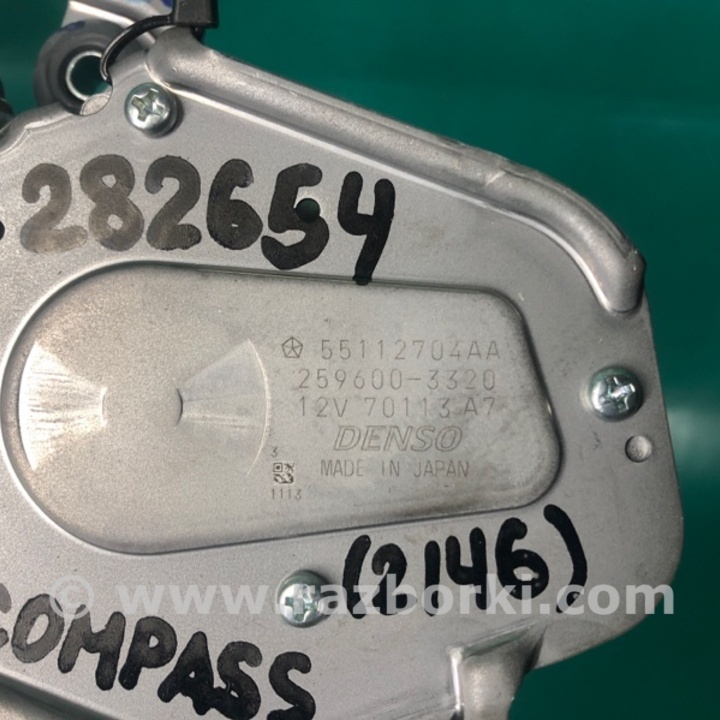 282654
55112704AA
259600-3320
12V 70113 A7
DENSO
MADE IN JAPAN
3
1113
(2146)
© www.razborki.com
COMPASS